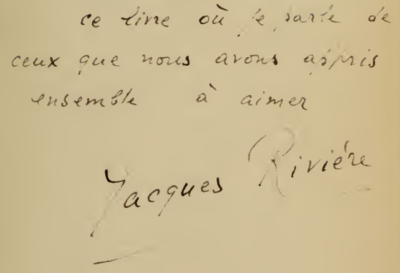 ce livre où je parle de
ceux que nous avons appris
ensemble à aimer
Jacques Rivière